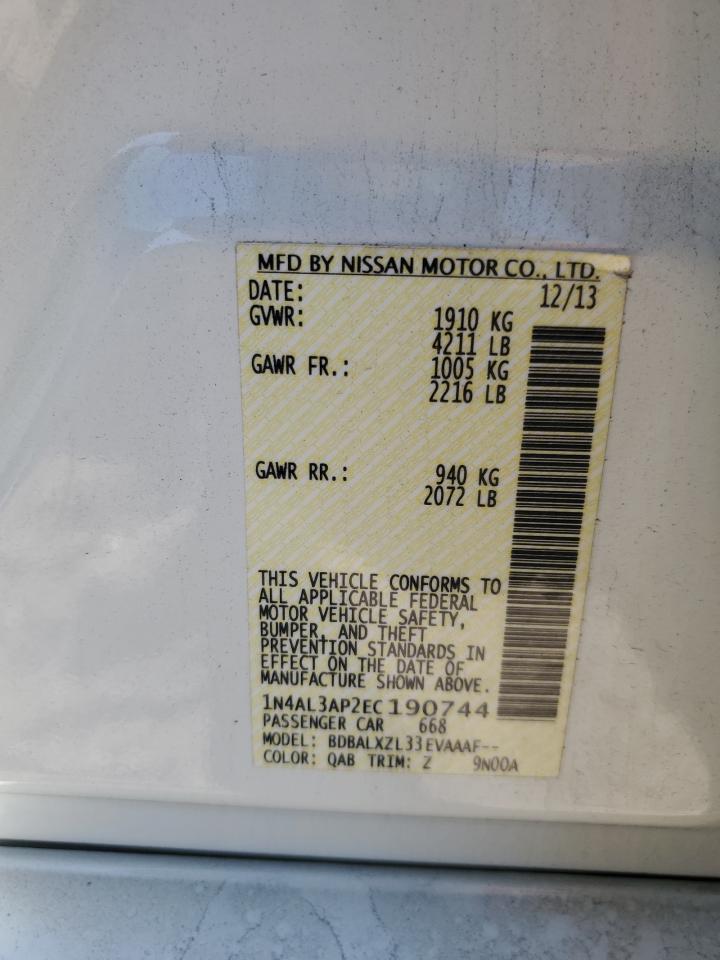 MFD BY NISSAN MOTOR CO., LTD.
DATE: 12/13
GVWR: 1910 KG
4211 LB
GAWR FR.: 1005 KG
2216 LB
GAWR RR.: 940 KG
2072 LB
THIS VEHICLE CONFORMS TO
ALL APPLICABLE FEDERAL
MOTOR VEHICLE SAFETY,
BUMPER, AND THEFT
PREVENTION STANDARDS IN
EFFECT ON THE DATE OF
MANUFACTURE SHOWN ABOVE.
1N4AL3AP2EC190744
PASSENGER CAR 668
MODEL: BDBALXZL33EVAAAF--
COLOR: QAB TRIM: Z 9N00A